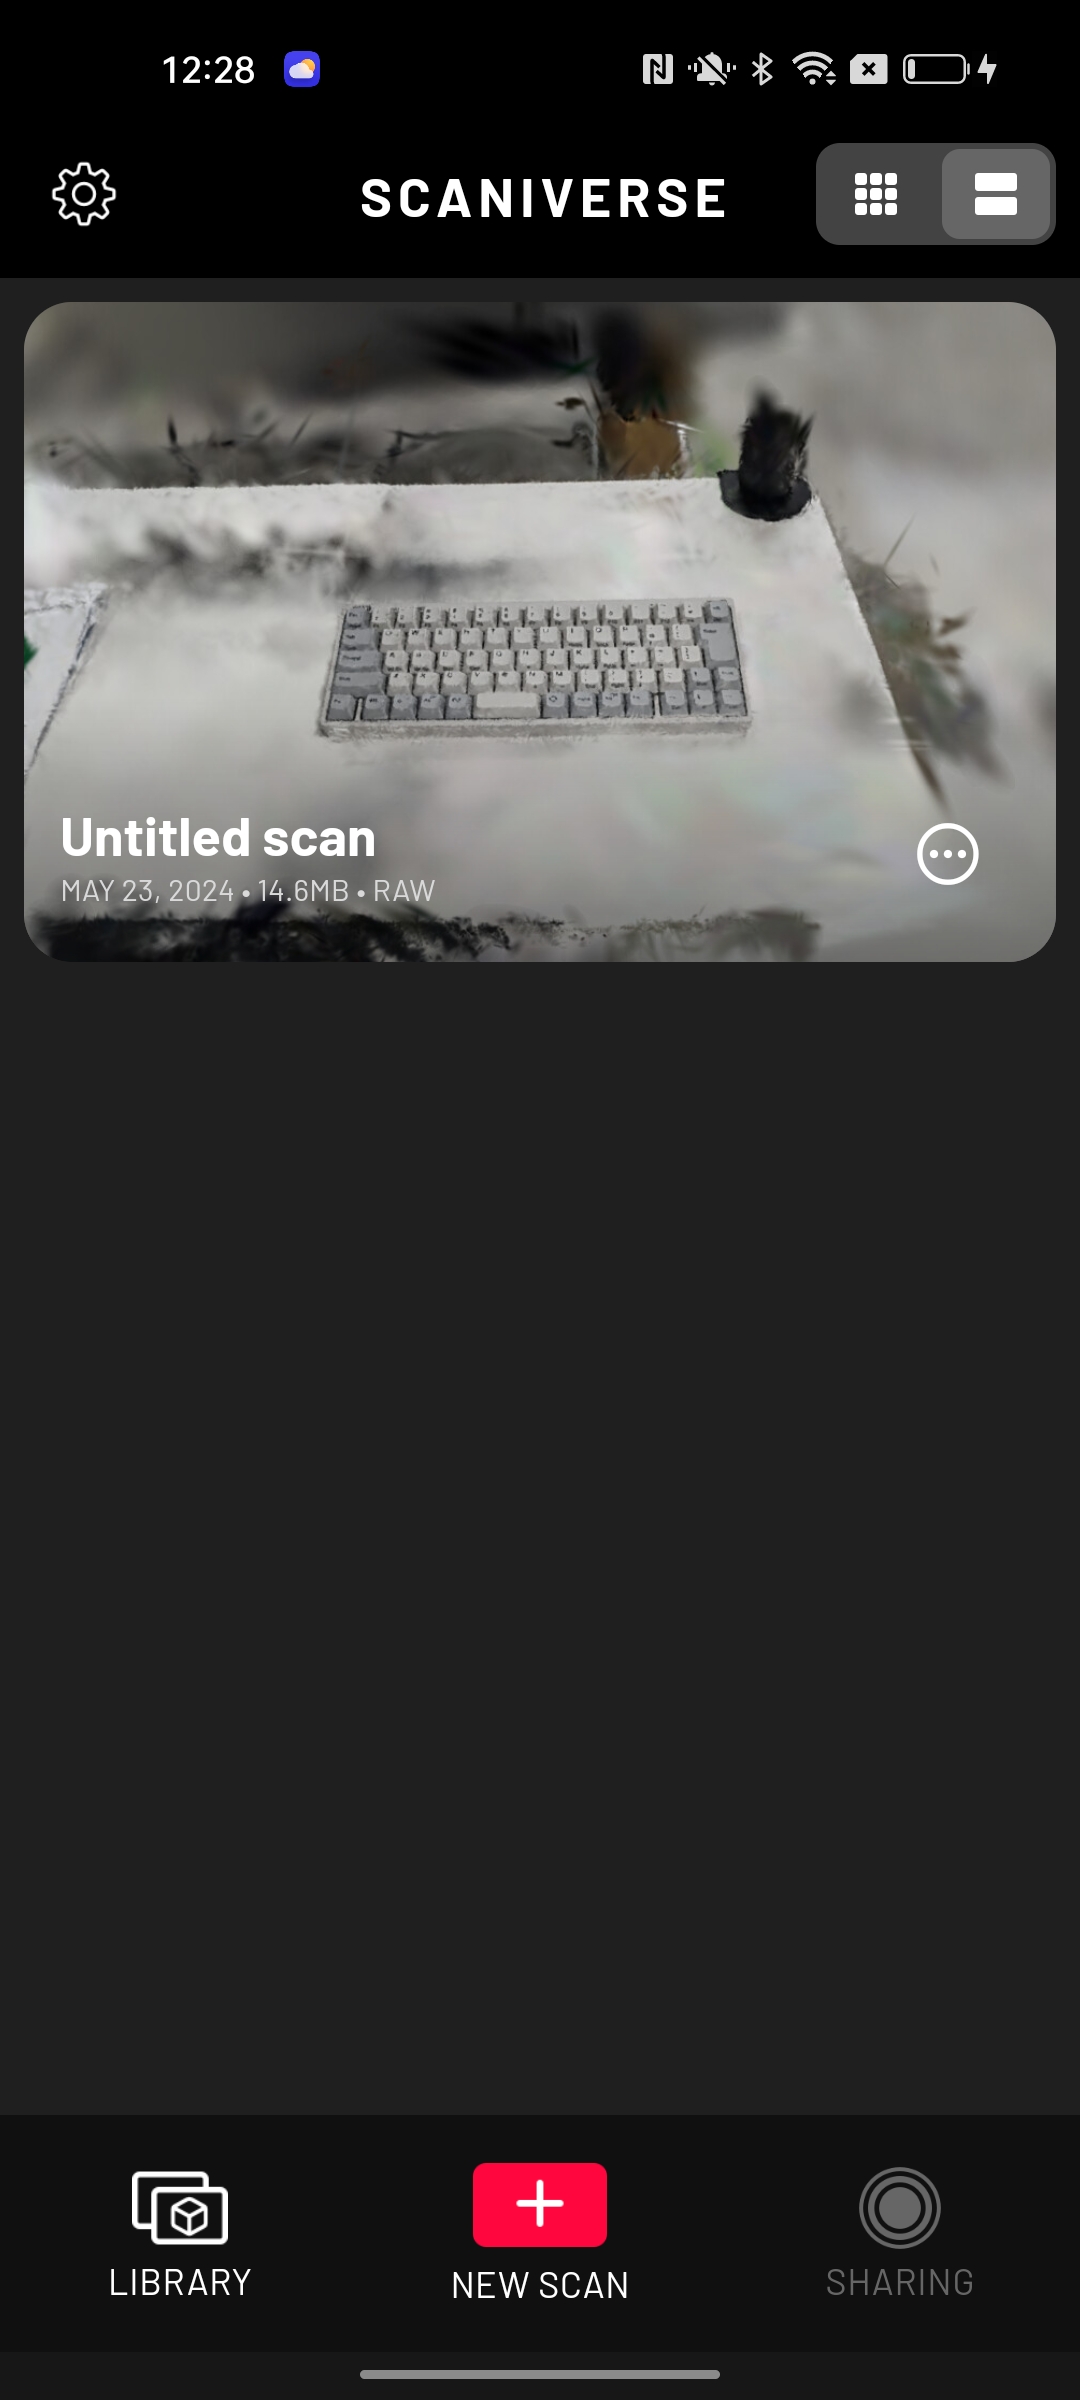 12:28
SCANIVERSE
Untitled scan
MAY 23, 2024 • 14.6MB • RAW
LIBRARY
NEW SCAN
SHARING